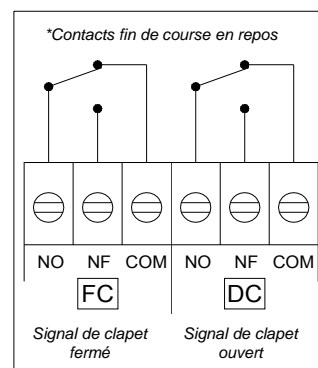 *Contacts fin de course en repos
NO NF COM NO NF COM
FC DC
Signal de clapet fermé
Signal de clapet ouvert